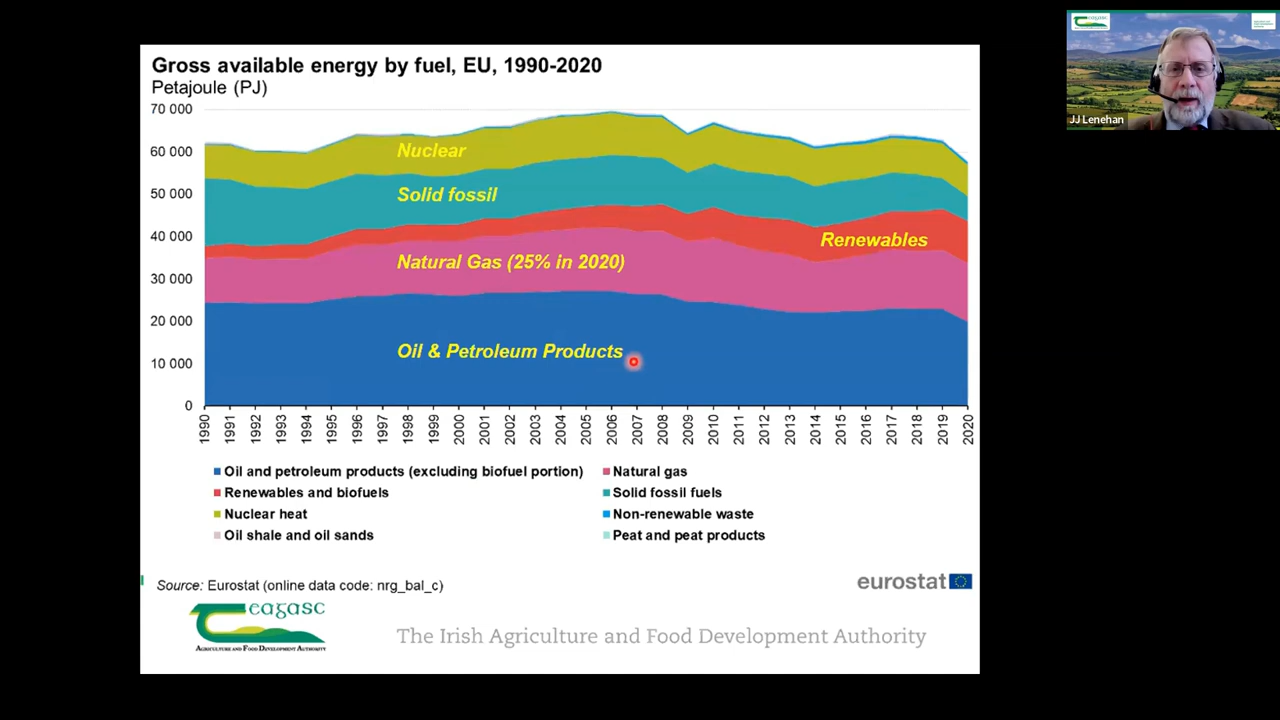 Gross available energy by fuel, EU, 1990-2020
Petajoule (PJ)
70 000
60 000
50 000
40 000
30 000
20 000
10 000
0
Nuclear
Solid fossil
Renewables
Natural Gas (25% in 2020)
Oil & Petroleum Products
1990 1991 1992 1993 1994 1995 1996 1997 1998 1999 2000 2001 2002 2003 2004 2005 2006 2007 2008 2009 2010 2011 2012 2013 2014 2015 2016 2017 2018 2019 2020
Oil and petroleum products (excluding biofuel portion)
Natural gas
Renewables and biofuels
Solid fossil fuels
Nuclear heat
Non-renewable waste
Oil shale and oil sands
Peat and peat products
Source: Eurostat (online data code: nrg_bal_c)
eurostat
eagasc
AGRICULTURE AND FOOD DEVELOPMENT AUTHORITY
The Irish Agriculture and Food Development Authority
eagasc
JJ Lenehan